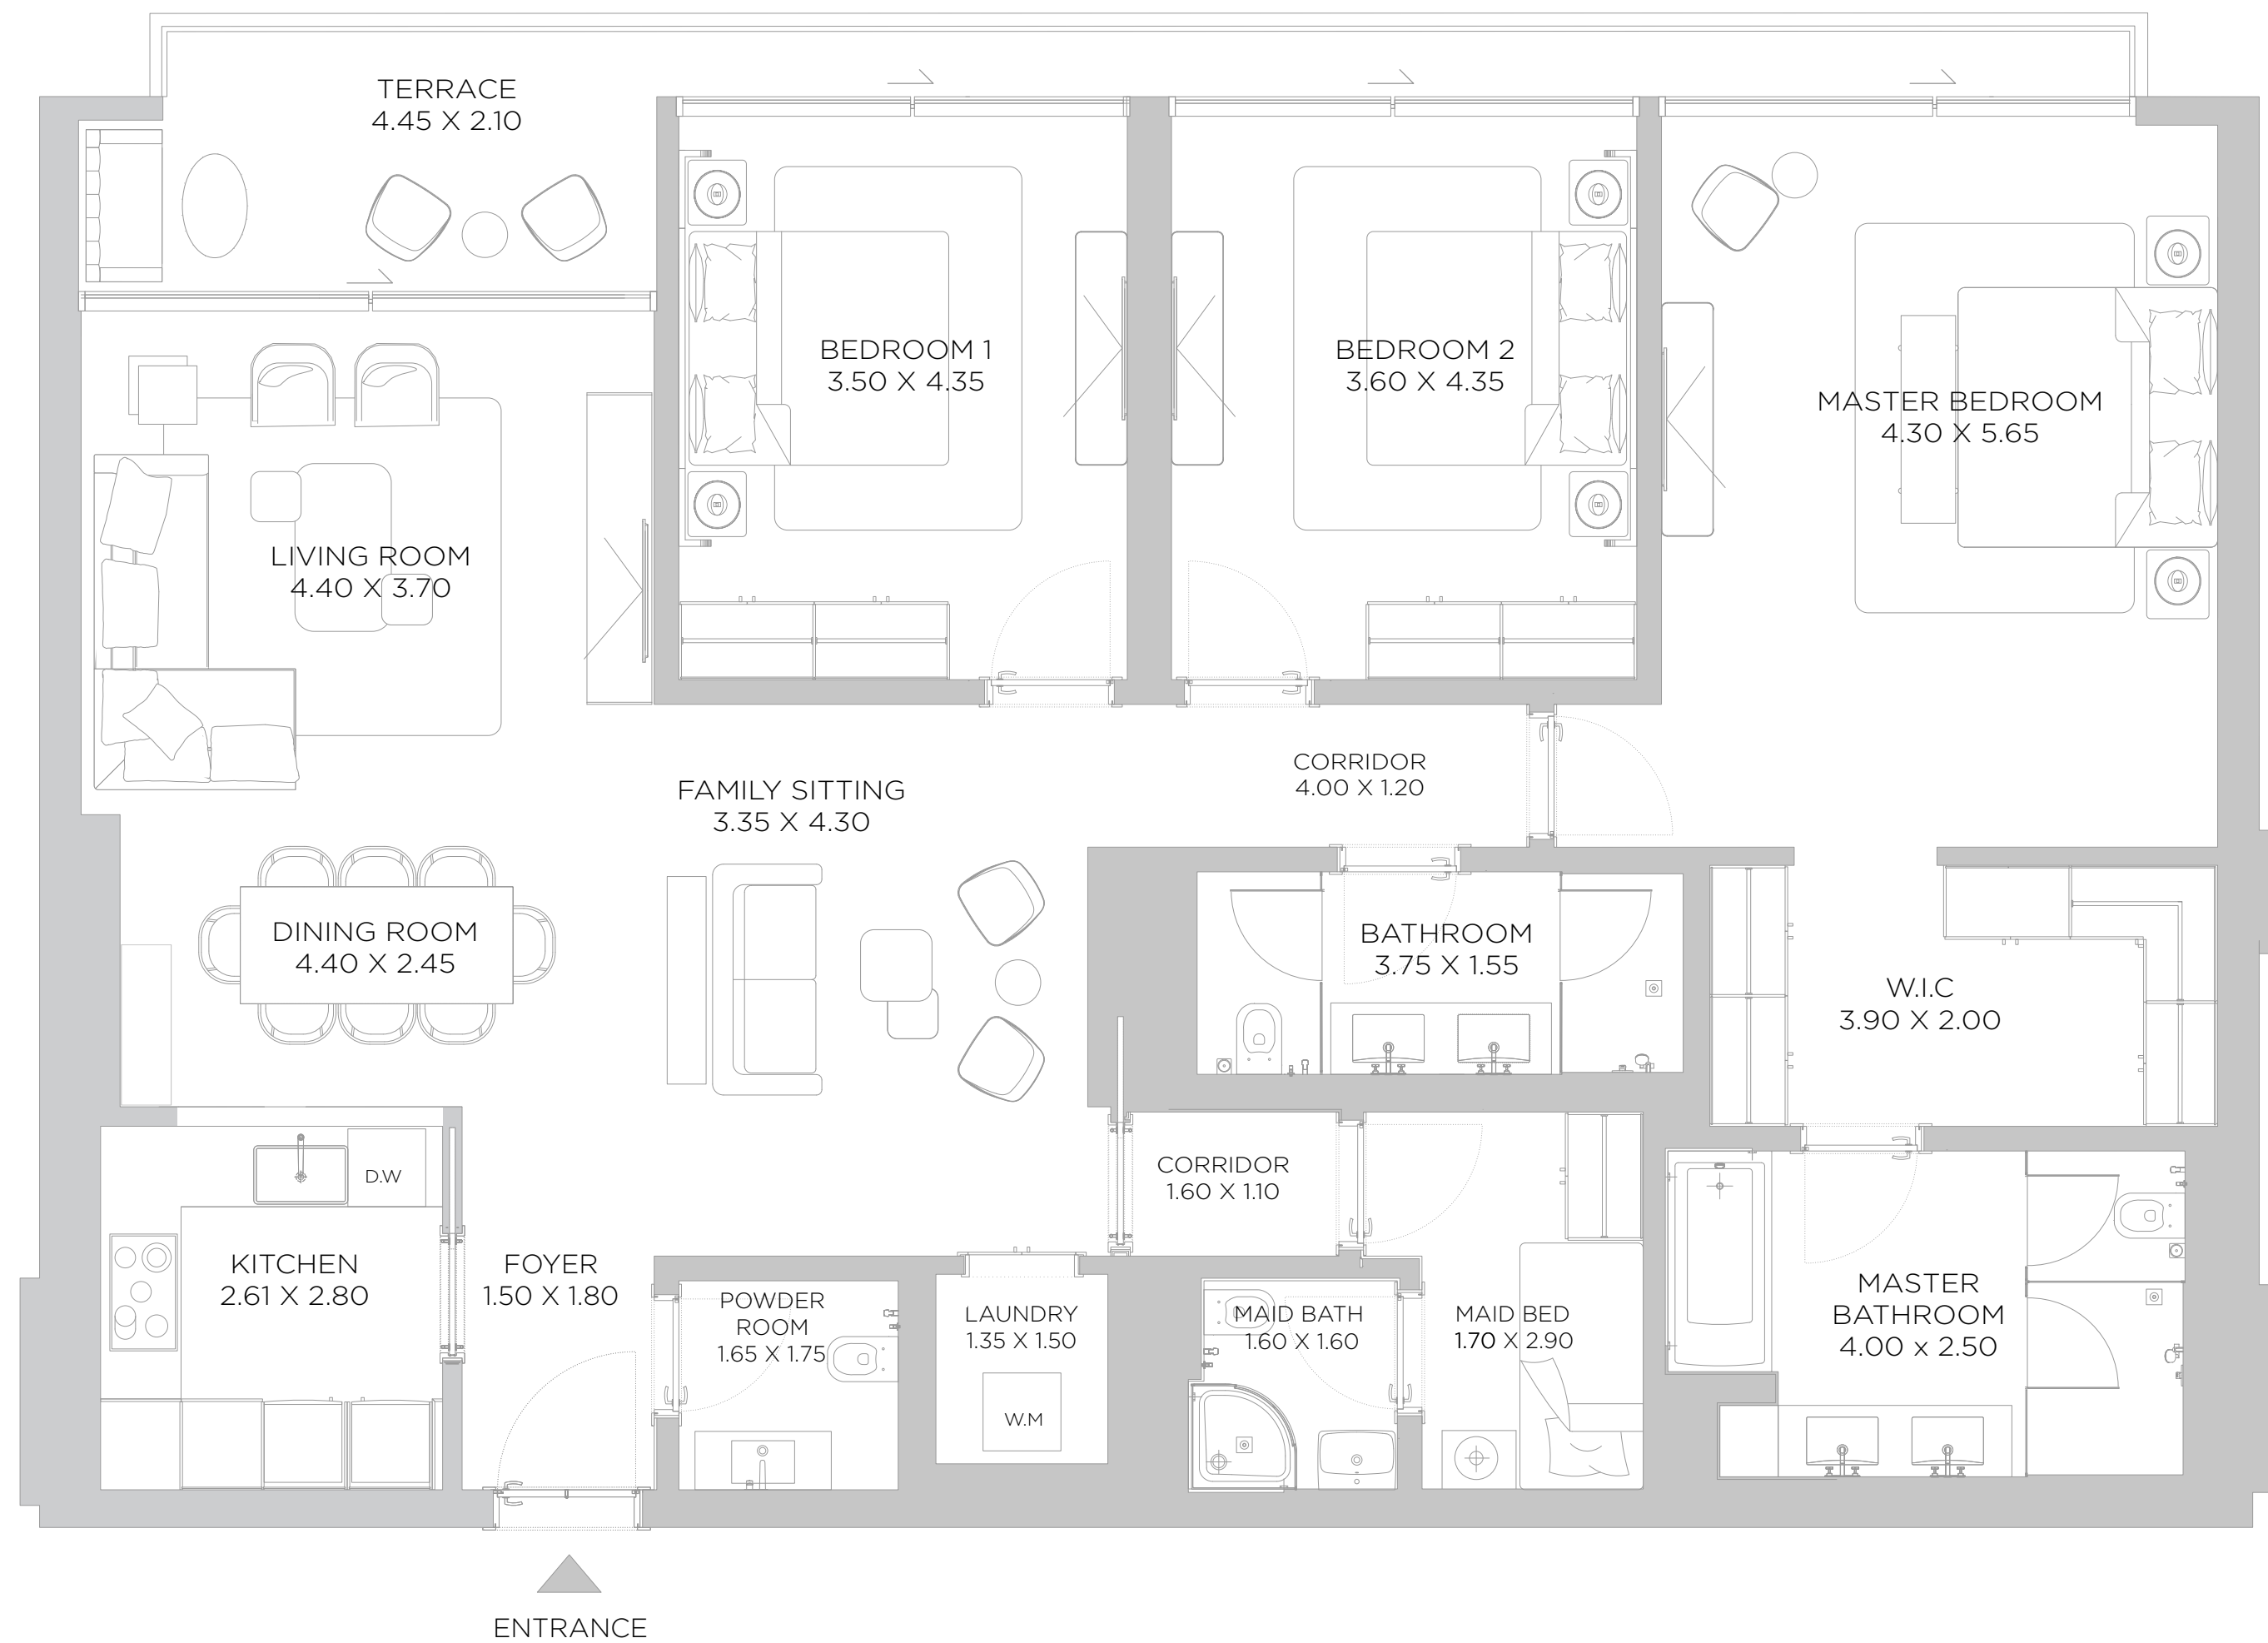 TERRACE
4.45 X 2.10
BEDROOM 1
3.50 X 4.35
BEDROOM 2
3.60 X 4.35
MASTER BEDROOM
4.30 X 5.65
LIVING ROOM
4.40 X 3.70
CORRIDOR
4.00 X 1.20
FAMILY SITTING
3.35 X 4.30
DINING ROOM
4.40 X 2.45
BATHROOM
3.75 X 1.55
W.I.C
3.90 X 2.00
D.W
CORRIDOR
1.60 X 1.10
KITCHEN
2.61 X 2.80
FOYER
1.50 X 1.80
POWDER
ROOM
1.65 X 1.75
LAUNDRY
1.35 X 1.50
W.M
MAID BATH
1.60 X 1.60
MAID BED
1.70 X 2.90
MASTER
BATHROOM
4.00 x 2.50
ENTRANCE